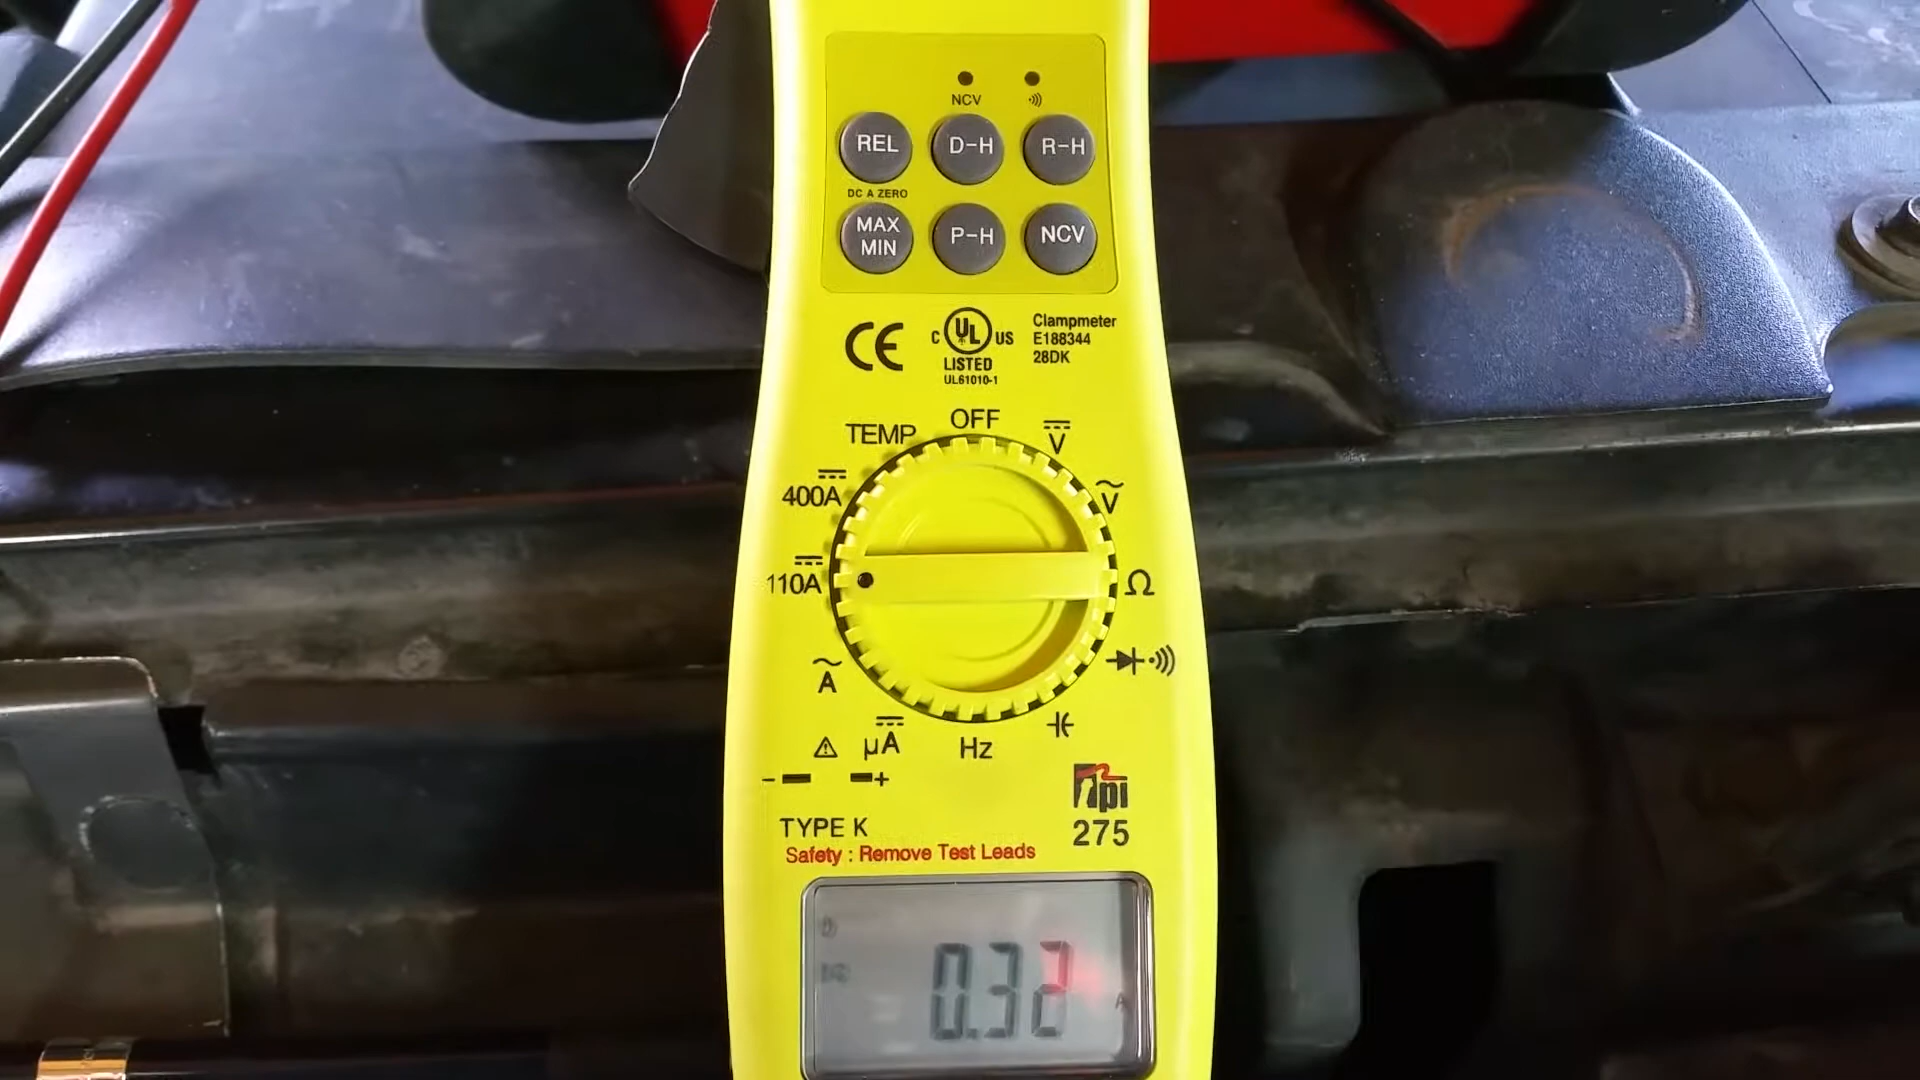 NCV
REL D-H R-H
DC A ZERO
MAX MIN P-H NCV
CE
C UL US
LISTED
UL61010-1
Clampmeter
E188344
28DK
OFF
TEMP
V
400A
V
110A
Ω
A
µA
Hz
- +
TYPE K
Safety : Remove Test Leads
pi
275
0.32
A